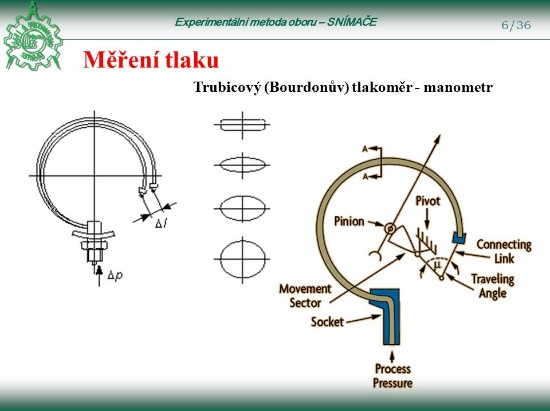 Experimentální metoda oboru – SNÍMAČE
6/36
Měření tlaku
Trubicový (Bourdonův) tlakoměr - manometr
Δl
Δp
A
A
Pinion
Pivot
Connecting
Link
μ
Traveling
Angle
Movement
Sector
Socket
Process
Pressure